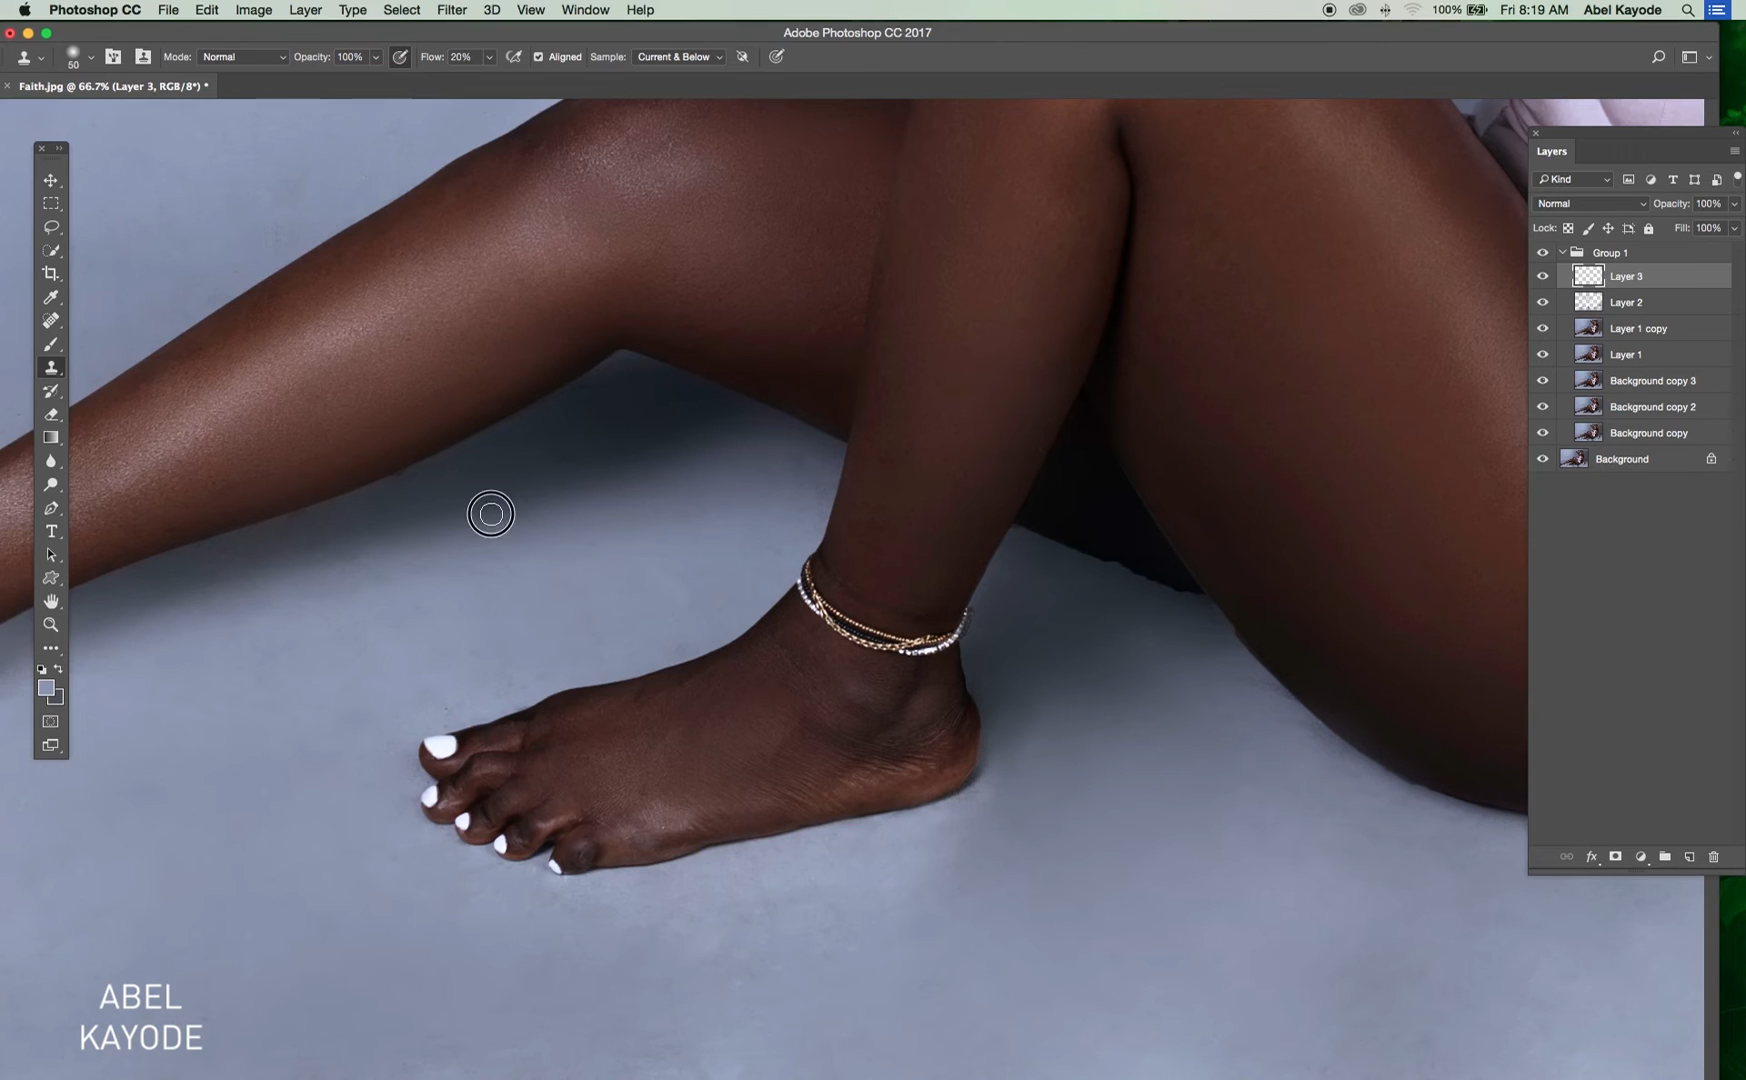 Photoshop CC File Edit Image Layer Type Select Filter 3D View Window Help 100% Fri 8:19 AM Abel Kayode
Adobe Photoshop CC 2017
50 Mode: Normal Opacity: 100% Flow: 20% Aligned Sample: Current & Below
Faith.jpg @ 66.7% (Layer 3, RGB/8*) *
Layers
Kind
Normal Opacity: 100%
Lock: Fill: 100%
Group 1
Layer 3
Layer 2
Layer 1 copy
Layer 1
Background copy 3
Background copy 2
Background copy
Background
ABEL
KAYODE